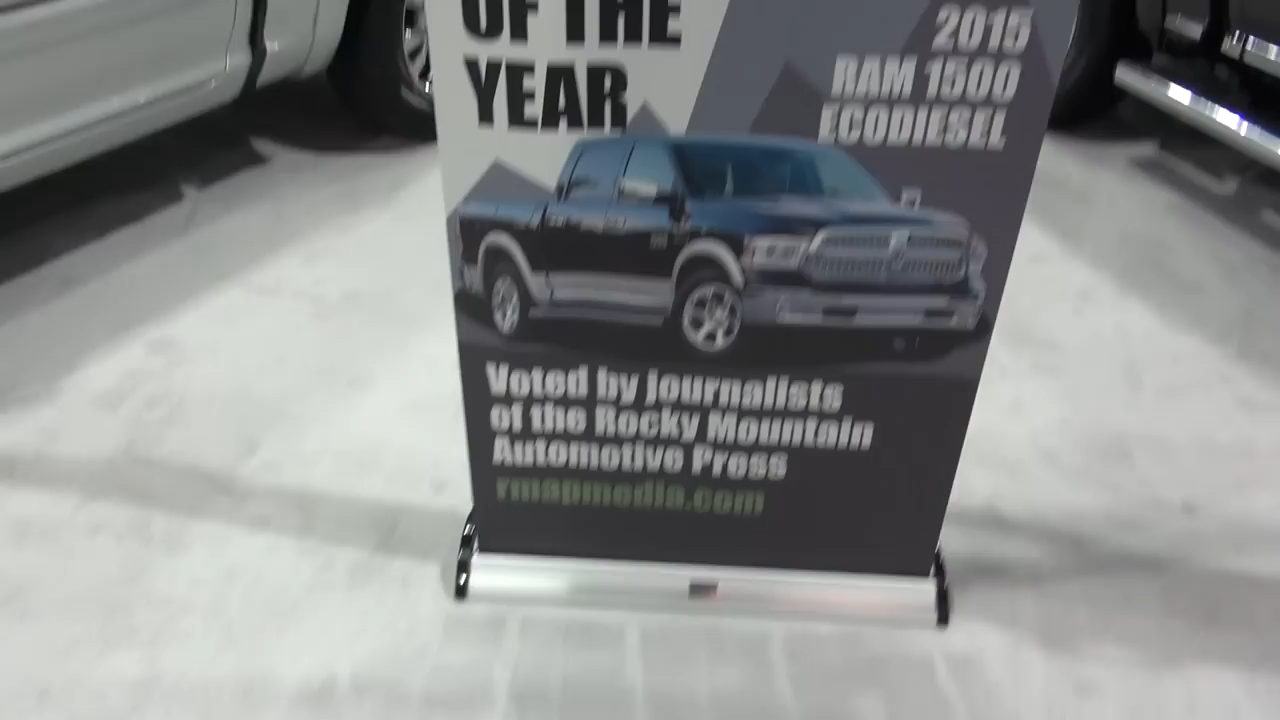 OF THE
YEAR
2015
RAM 1500
ECODIESEL
Voted by journalists
of the Rocky Mountain
Automotive Press
rmapmedia.com